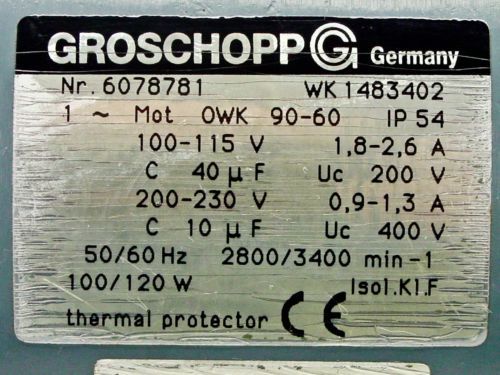 GROSCHOPP G Germany
Nr. 6078781 WK 1483402
1 ~ Mot OWK 90-60 IP 54
100-115 V 1,8-2,6 A
C 40 µF Uc 200 V
200-230 V 0,9-1,3 A
C 10 µF Uc 400 V
50/60 Hz 2800/3400 min-1
100/120 W Isol.Kl.F
thermal protector CE